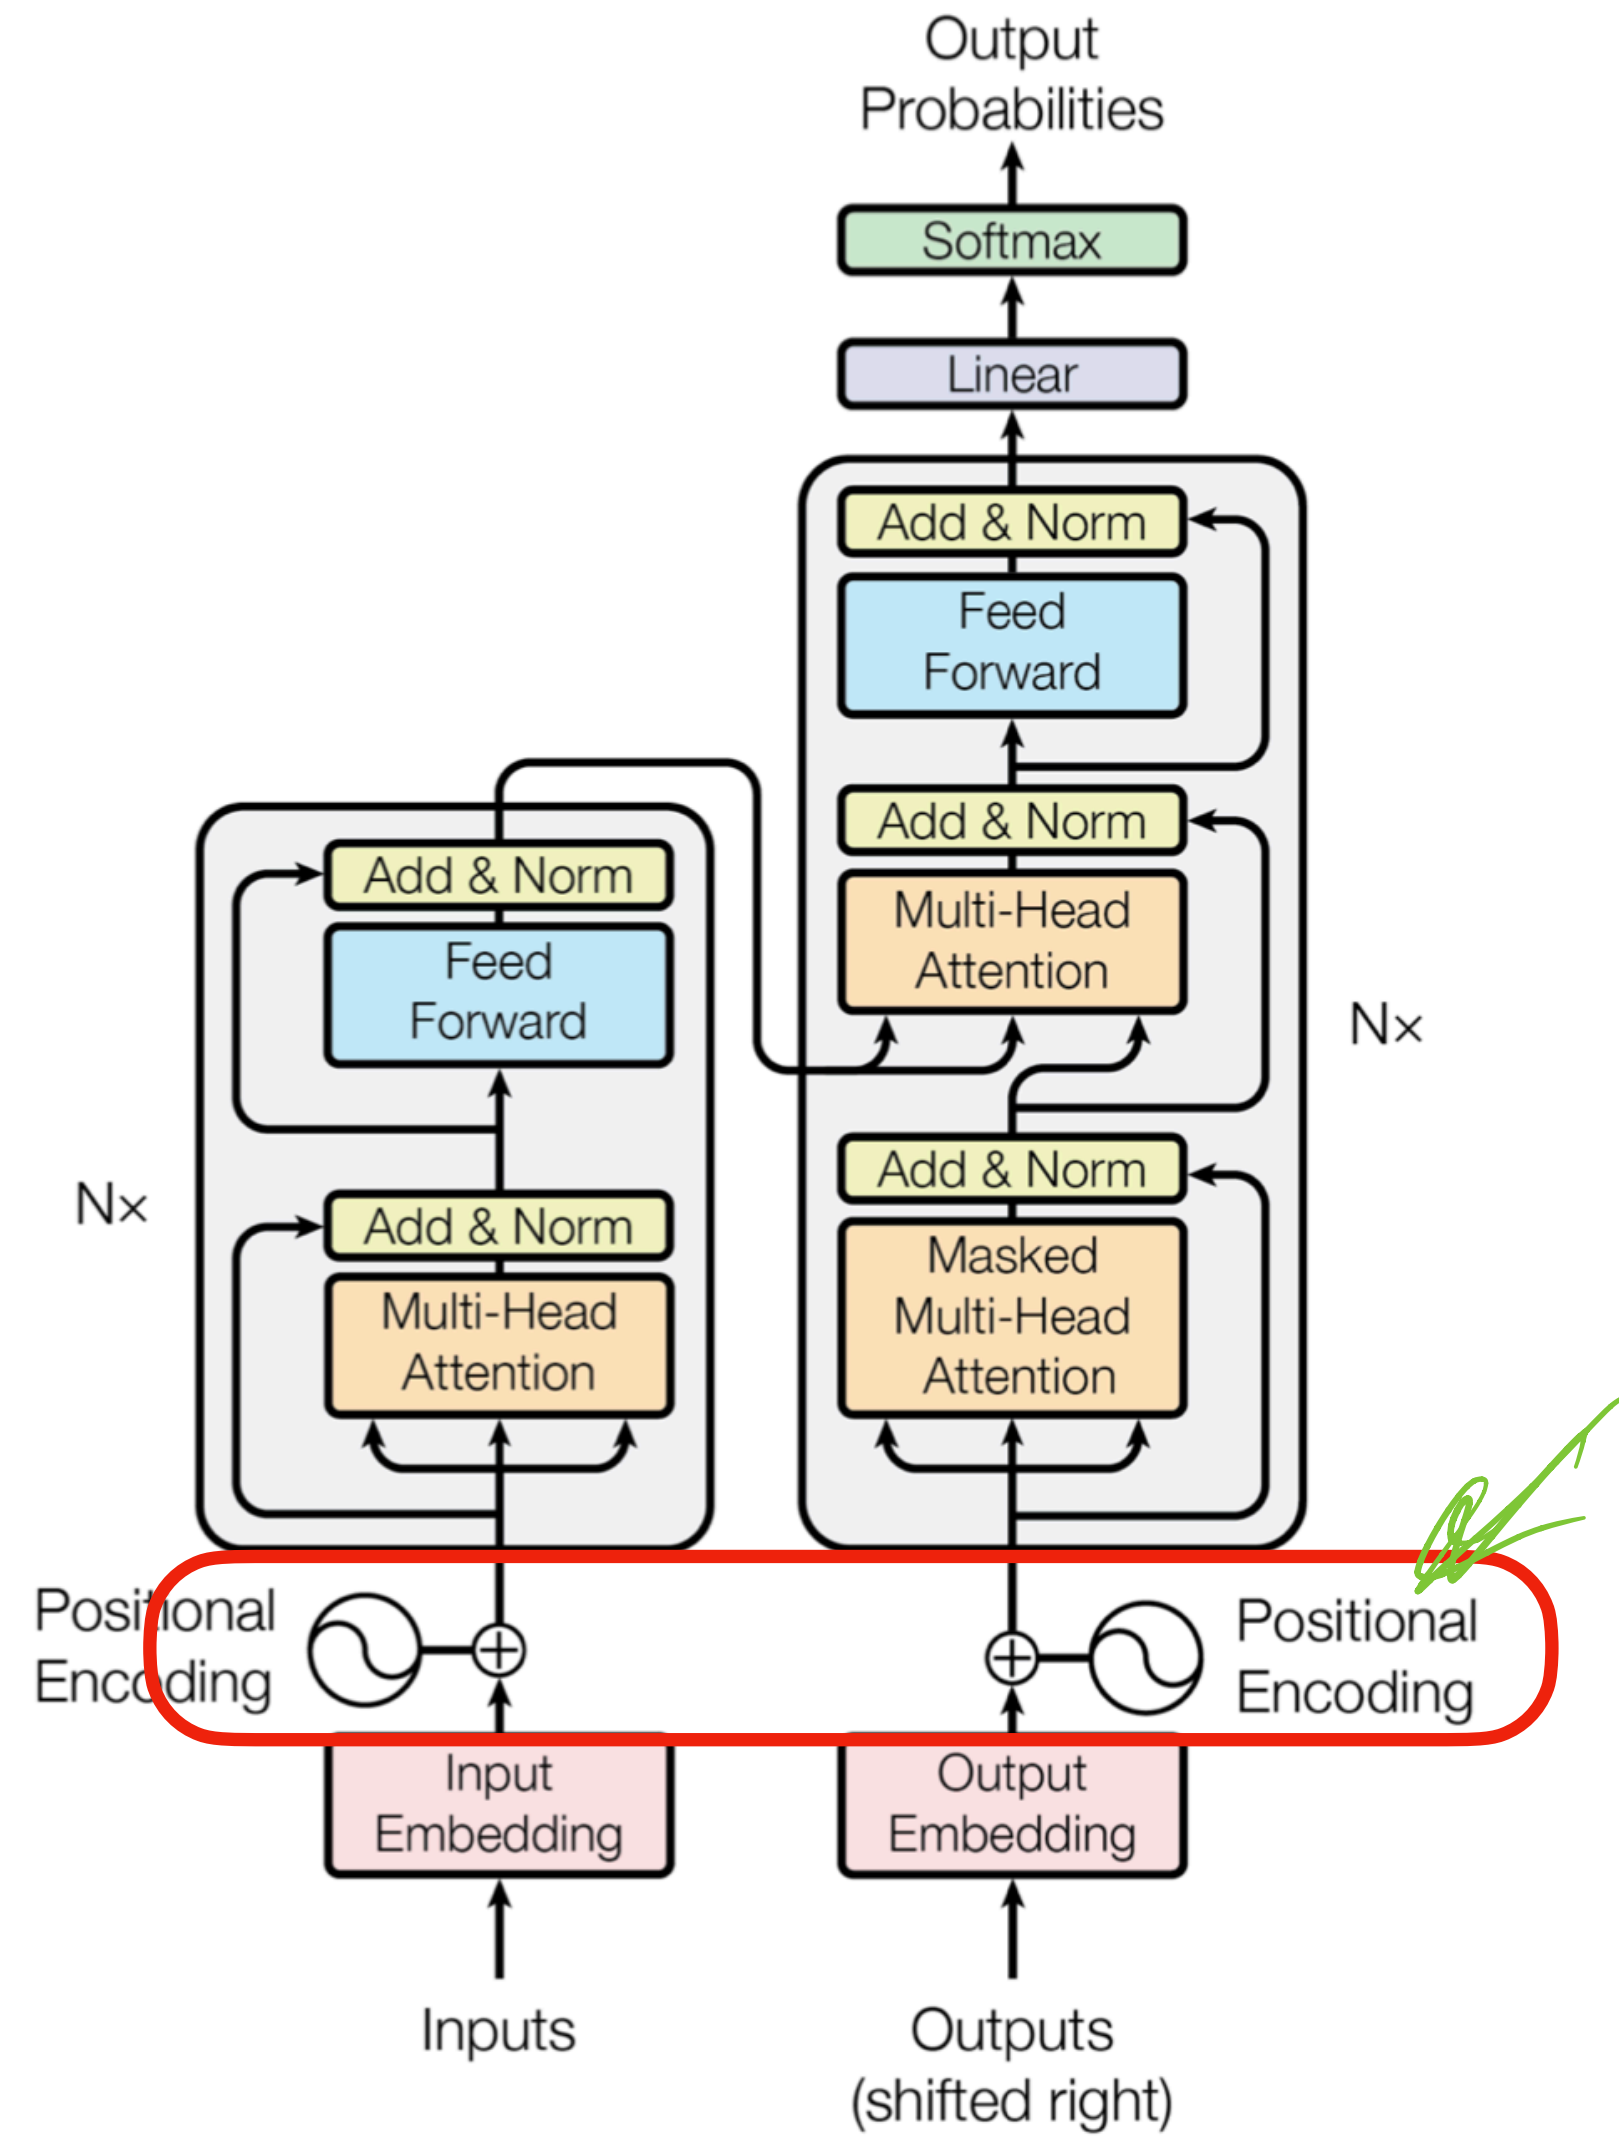 Output
Probabilities
Softmax
Linear
Add & Norm
Feed
Forward
Add & Norm
Multi-Head
Attention
Add & Norm
Masked
Multi-Head
Attention
N×
Add & Norm
Feed
Forward
Add & Norm
Multi-Head
Attention
N×
Positional
Encoding
Positional
Encoding
Input
Embedding
Output
Embedding
Inputs
Outputs
(shifted right)